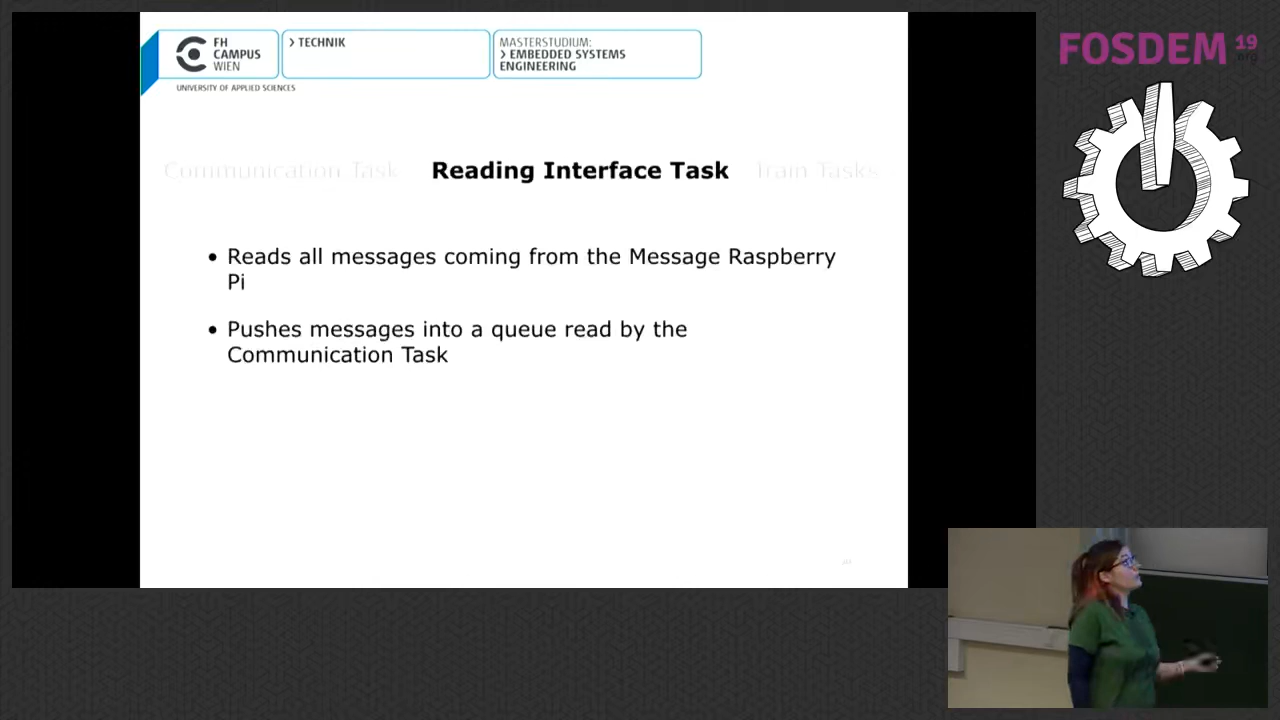 FH
CAMPUS
WIEN
> TECHNIK
MASTERSTUDIUM:
> EMBEDDED SYSTEMS
ENGINEERING
UNIVERSITY OF APPLIED SCIENCES
FOSDEM 19
.org
Communication Task Reading Interface Task Train Tasks
• Reads all messages coming from the Message Raspberry
Pi
• Pushes messages into a queue read by the
Communication Task